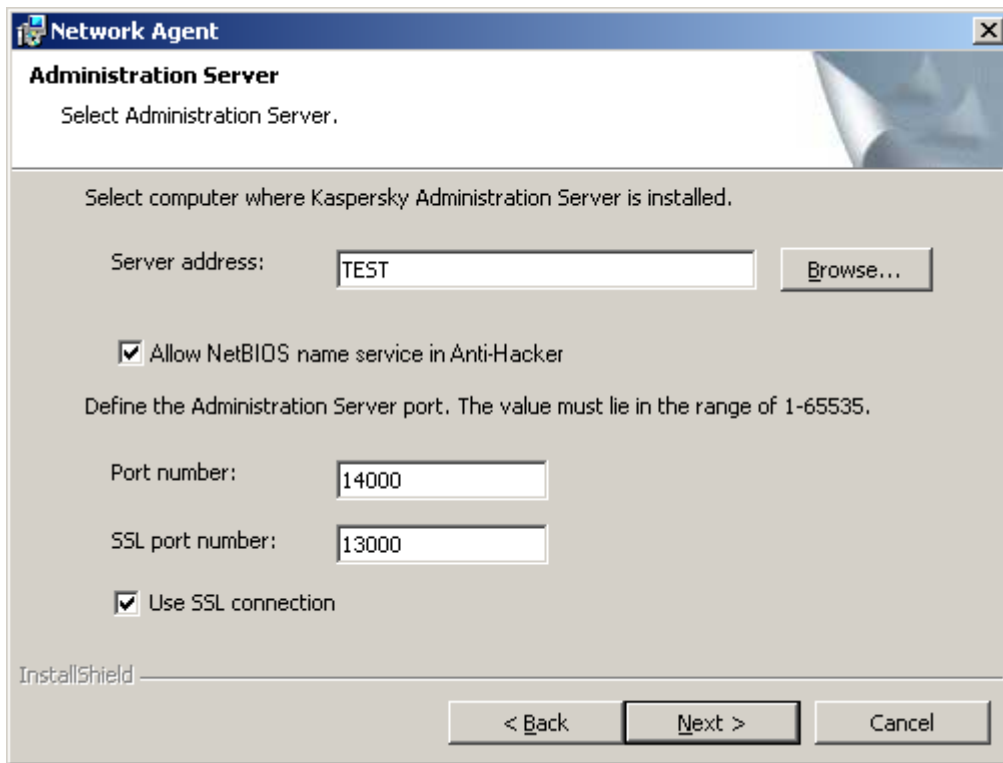 Network Agent
Administration Server
Select Administration Server.
Select computer where Kaspersky Administration Server is installed.
Server address:
TEST
Browse...
Allow NetBIOS name service in Anti-Hacker
Define the Administration Server port. The value must lie in the range of 1-65535.
Port number:
14000
SSL port number:
13000
Use SSL connection
InstallShield
< Back
Next >
Cancel